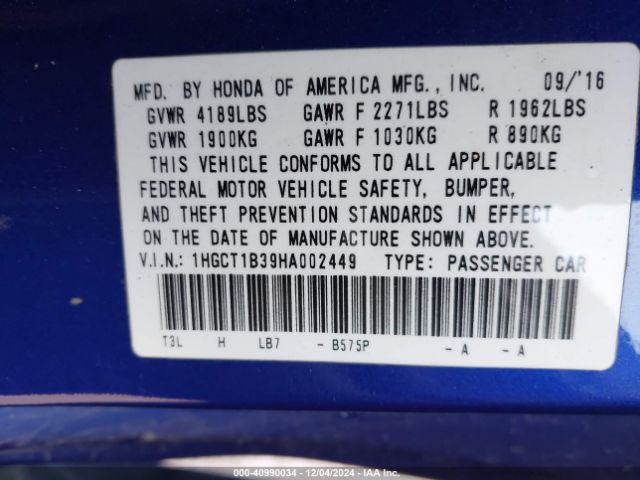 MFD. BY HONDA OF AMERICA MFG., INC. 09/'16
GVWR 4189LBS GAWR F 2271LBS R 1962LBS
GVWR 1900KG GAWR F 1030KG R 890KG
THIS VEHICLE CONFORMS TO ALL APPLICABLE
FEDERAL MOTOR VEHICLE SAFETY, BUMPER,
AND THEFT PREVENTION STANDARDS IN EFFECT
ON THE DATE OF MANUFACTURE SHOWN ABOVE.
V.I.N.: 1HGCT1B39HA002449 TYPE: PASSENGER CAR
T3L H LB7 - B575P - A - A
000-40990034 - 12/04/2024 - IAA Inc.